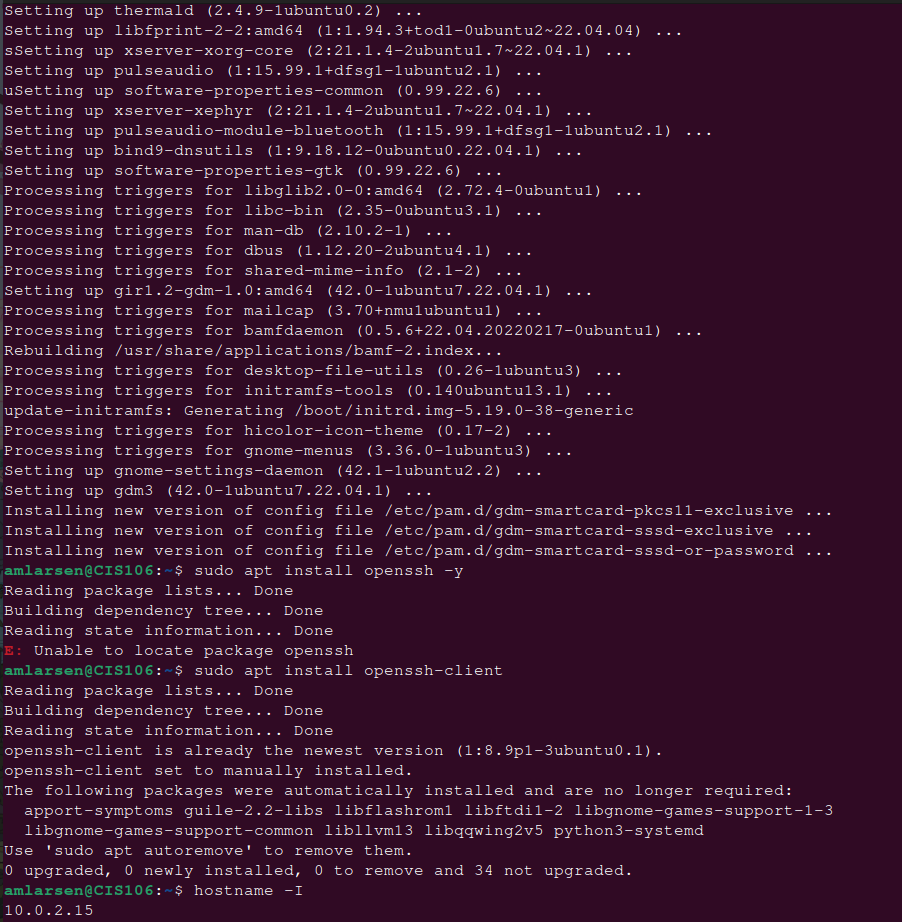 Setting up thermald (2.4.9-1ubuntu0.2) ...
Setting up libfprint-2-2:amd64 (1:1.94.3+tod1-0ubuntu2~22.04.04) ...
sSetting up xserver-xorg-core (2:21.1.4-2ubuntu1.7~22.04.1) ...
Setting up pulseaudio (1:15.99.1+dfsg1-1ubuntu2.1) ...
uSetting up software-properties-common (0.99.22.6) ...
Setting up xserver-xephyr (2:21.1.4-2ubuntu1.7~22.04.1) ...
Setting up pulseaudio-module-bluetooth (1:15.99.1+dfsg1-1ubuntu2.1) ...
Setting up bind9-dnsutils (1:9.18.12-0ubuntu0.22.04.1) ...
Setting up software-properties-gtk (0.99.22.6) ...
Processing triggers for libglib2.0-0:amd64 (2.72.4-0ubuntu1) ...
Processing triggers for libc-bin (2.35-0ubuntu3.1) ...
Processing triggers for man-db (2.10.2-1) ...
Processing triggers for dbus (1.12.20-2ubuntu4.1) ...
Processing triggers for shared-mime-info (2.1-2) ...
Setting up gir1.2-gdm-1.0:amd64 (42.0-1ubuntu7.22.04.1) ...
Processing triggers for mailcap (3.70+nmu1ubuntu1) ...
Processing triggers for bamfdaemon (0.5.6+22.04.20220217-0ubuntu1) ...
Rebuilding /usr/share/applications/bamf-2.index...
Processing triggers for desktop-file-utils (0.26-1ubuntu3) ...
Processing triggers for initramfs-tools (0.140ubuntu13.1) ...
update-initramfs: Generating /boot/initrd.img-5.19.0-38-generic
Processing triggers for hicolor-icon-theme (0.17-2) ...
Processing triggers for gnome-menus (3.36.0-1ubuntu3) ...
Setting up gnome-settings-daemon (42.1-1ubuntu2.2) ...
Setting up gdm3 (42.0-1ubuntu7.22.04.1) ...
Installing new version of config file /etc/pam.d/gdm-smartcard-pkcs11-exclusive ...
Installing new version of config file /etc/pam.d/gdm-smartcard-sssd-exclusive ...
Installing new version of config file /etc/pam.d/gdm-smartcard-sssd-or-password ...
amlarsen@CIS106:~$ sudo apt install openssh -y
Reading package lists... Done
Building dependency tree... Done
Reading state information... Done
E: Unable to locate package openssh
amlarsen@CIS106:~$ sudo apt install openssh-client
Reading package lists... Done
Building dependency tree... Done
Reading state information... Done
openssh-client is already the newest version (1:8.9p1-3ubuntu0.1).
openssh-client set to manually installed.
The following packages were automatically installed and are no longer required:
  apport-symptoms guile-2.2-libs libflashrom1 libftdi1-2 libgnome-games-support-1-3
  libgnome-games-support-common libllvm13 libqqwing2v5 python3-systemd
Use 'sudo apt autoremove' to remove them.
0 upgraded, 0 newly installed, 0 to remove and 34 not upgraded.
amlarsen@CIS106:~$ hostname -I
10.0.2.15